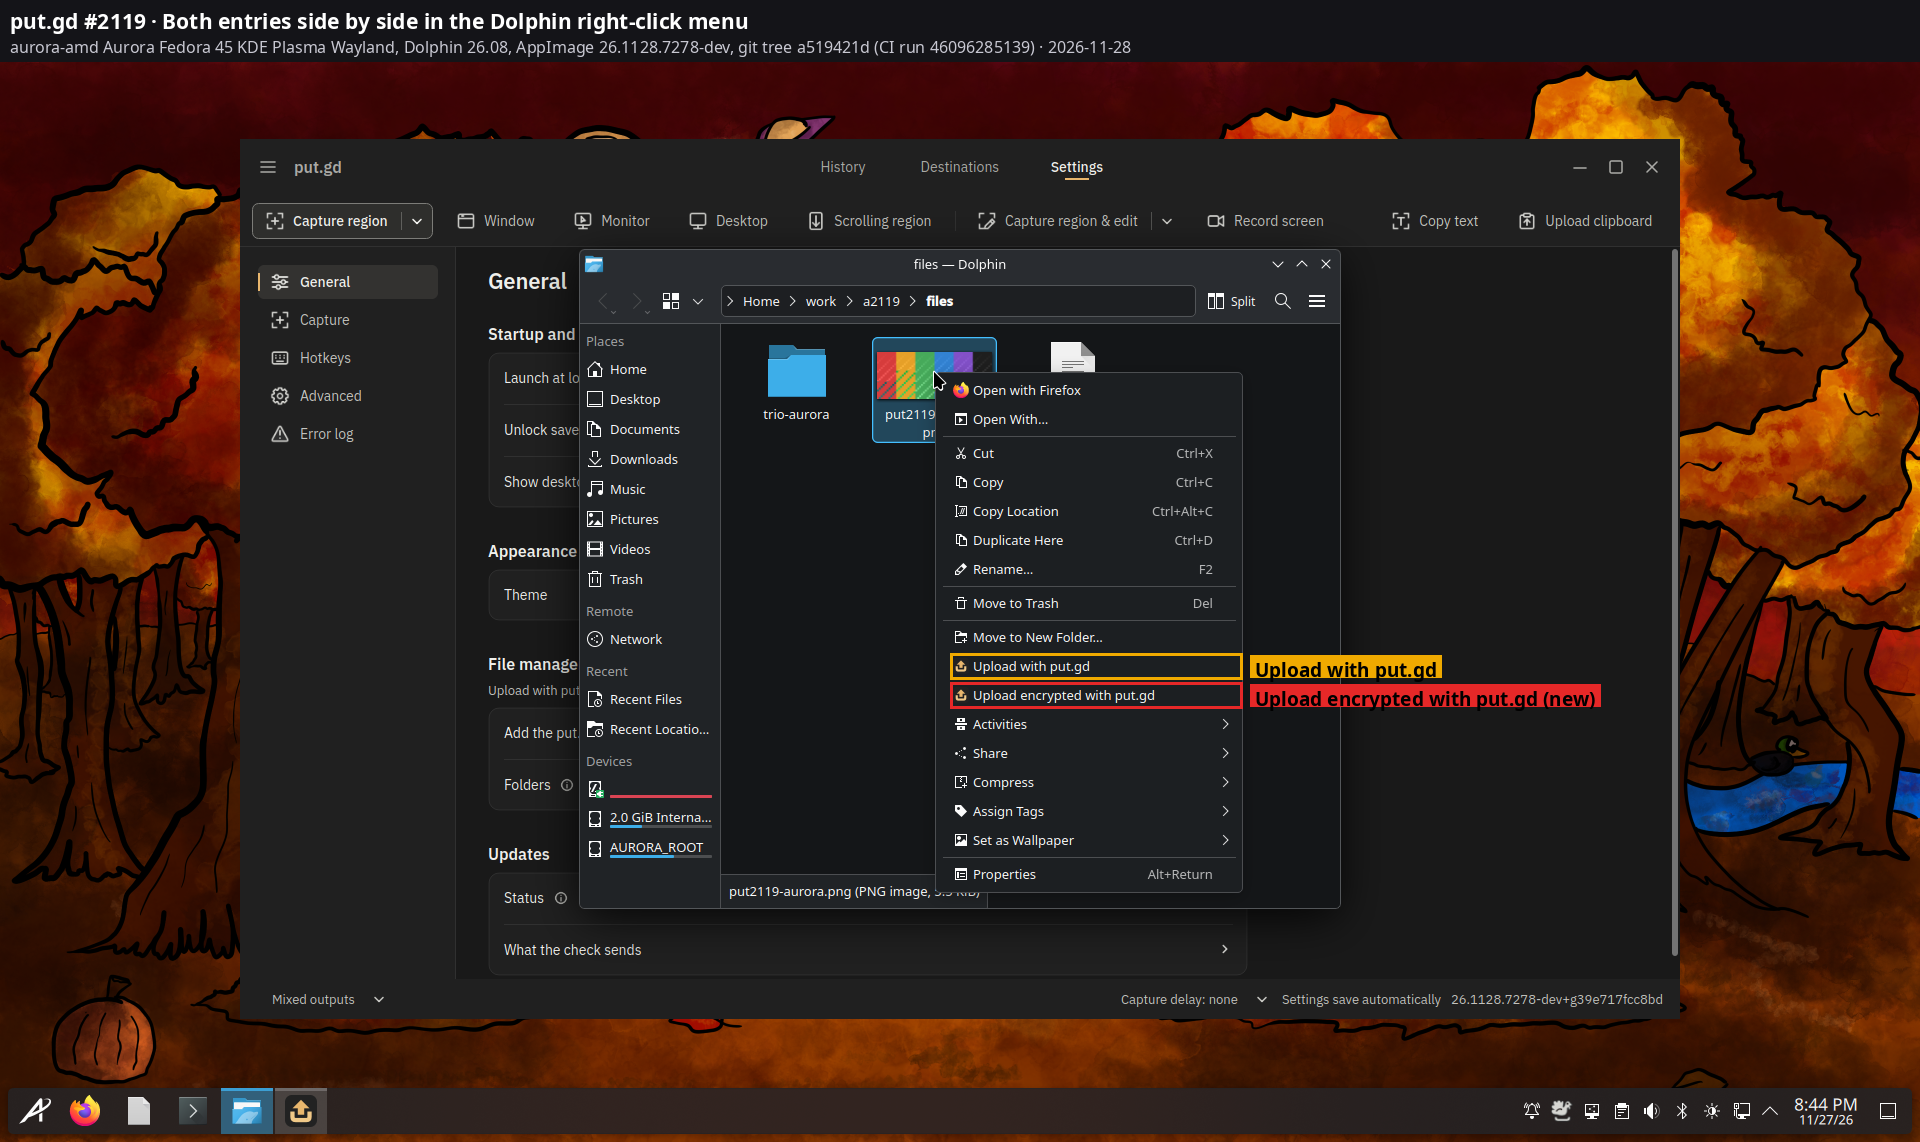 put.gd #2119 · Both entries side by side in the Dolphin right-click menu
aurora-amd Aurora Fedora 45 KDE Plasma Wayland, Dolphin 26.08, AppImage 26.1128.7278-dev, git tree a519421d (CI run 46096285139) · 2026-11-28
put.gd
History
Destinations
Settings
Capture region
Window
Monitor
Desktop
Scrolling region
Capture region & edit
Record screen
Copy text
Upload clipboard
General
Capture
Hotkeys
Advanced
Error log
General
Startup and
Launch at lo
Unlock save
Show deskt
Appearance
Theme
File manage
Upload with put
Add the put.
Folders
Updates
Status
What the check sends
files — Dolphin
Home
work
a2119
files
Split
Places
Home
Desktop
Documents
Downloads
Music
Pictures
Videos
Trash
Remote
Network
Recent
Recent Files
Recent Locatio...
Devices
2.0 GiB Interna...
AURORA_ROOT
trio-aurora
put2119
Open with Firefox
Open With...
Cut Ctrl+X
Copy Ctrl+C
Copy Location Ctrl+Alt+C
Duplicate Here Ctrl+D
Rename... F2
Move to Trash Del
Move to New Folder...
Upload with put.gd
Upload encrypted with put.gd
Activities
Share
Compress
Assign Tags
Set as Wallpaper
Properties Alt+Return
Upload with put.gd
Upload encrypted with put.gd (new)
put2119-aurora.png (PNG image,
Mixed outputs
Capture delay: none
Settings save automatically
26.1128.7278-dev+g39e717fcc8bd
8:44 PM
11/27/26